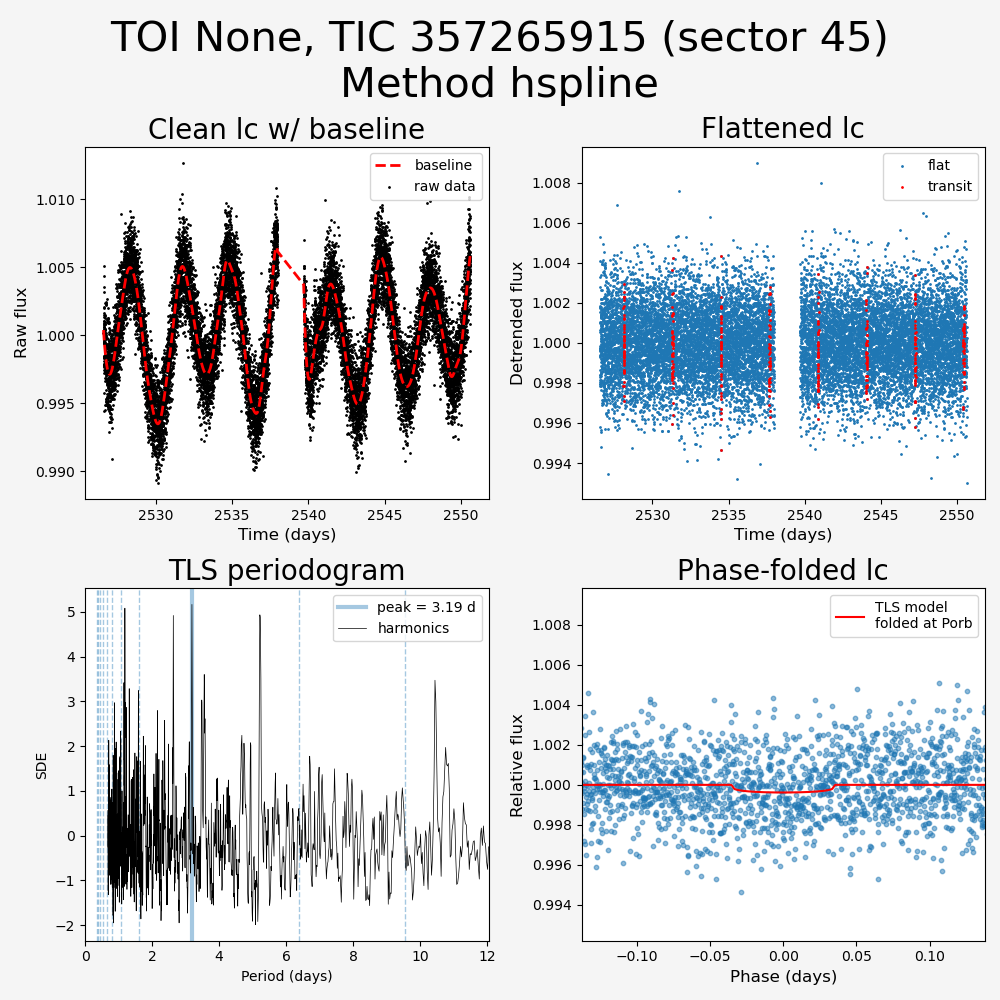 TOI None, TIC 357265915 (sector 45)
Method hspline
Clean lc w/ baseline
baseline
raw data
Raw flux
1.010
1.005
1.000
0.995
0.990
2530 2535 2540 2545 2550
Time (days)
Flattened lc
flat
transit
Detrended flux
1.008
1.006
1.004
1.002
1.000
0.998
0.996
0.994
2530 2535 2540 2545 2550
Time (days)
TLS periodogram
peak = 3.19 d
harmonics
SDE
5
4
3
2
1
0
−1
−2
0 2 4 6 8 10 12
Period (days)
Phase-folded lc
TLS model
folded at Porb
Relative flux
1.008
1.006
1.004
1.002
1.000
0.998
0.996
0.994
−0.10 −0.05 0.00 0.05 0.10
Phase (days)